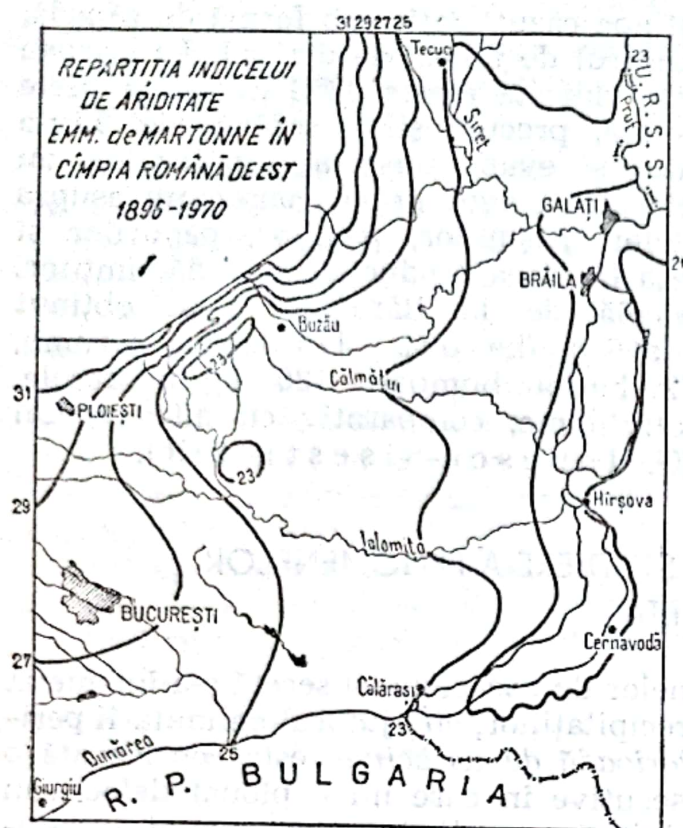 31 29 27 25
REPARTIȚIA INDICELUI
DE ARIDITATE
EMM. de MARTONNE ÎN
CÎMPIA ROMÂNĂ DE EST
1896-1970
Tecuci
23
Siret
Prut
U.R.S.S.
GALAȚI
BRĂILA
Buzău
23
Călmățui
31
PLOIEȘTI
23
29
Hîrșova
Ialomița
BUCUREȘTI
Cernavodă
27
Călărași
23
25
Dunărea
Giurgiu
R. P. BULGARIA